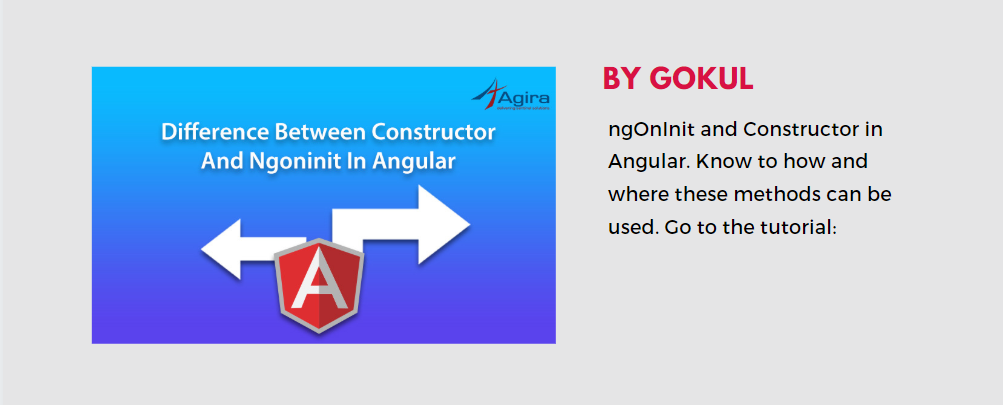 Agira
Difference Between Constructor
And Ngoninit In Angular
A
BY GOKUL
ngOnInit and Constructor in
Angular. Know to how and
where these methods can be
used. Go to the tutorial: